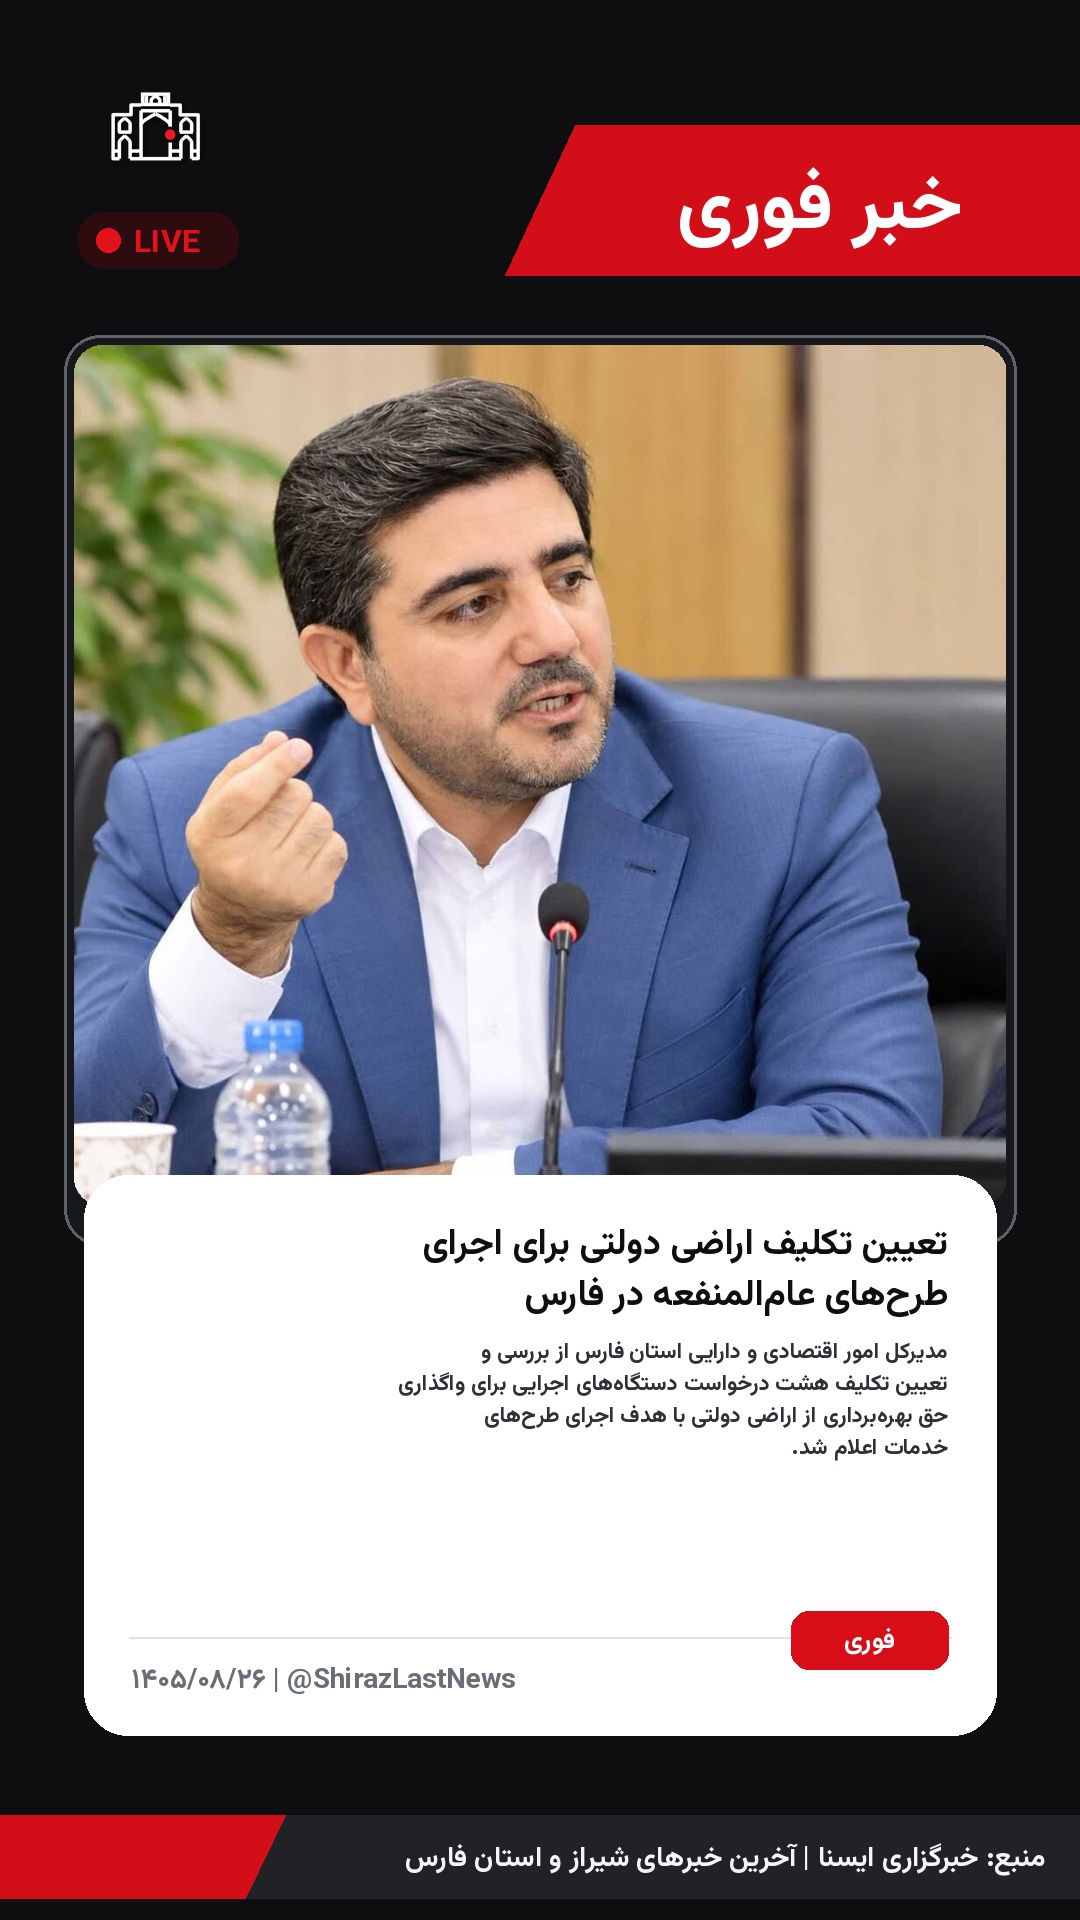 خبر فوری
LIVE
تعیین تکلیف اراضی دولتی برای اجرای
طرح‌های عام‌المنفعه در فارس
مدیرکل امور اقتصادی و دارایی استان فارس از بررسی و
تعیین تکلیف هشت درخواست دستگاه‌های اجرایی برای واگذاری
حق بهره‌برداری از اراضی دولتی با هدف اجرای طرح‌های
خدمات اعلام شد.
فوری
۱۴۰۵/۰۸/۲۶ | @ShirazLastNews
منبع: خبرگزاری ایسنا | آخرین خبرهای شیراز و استان فارس